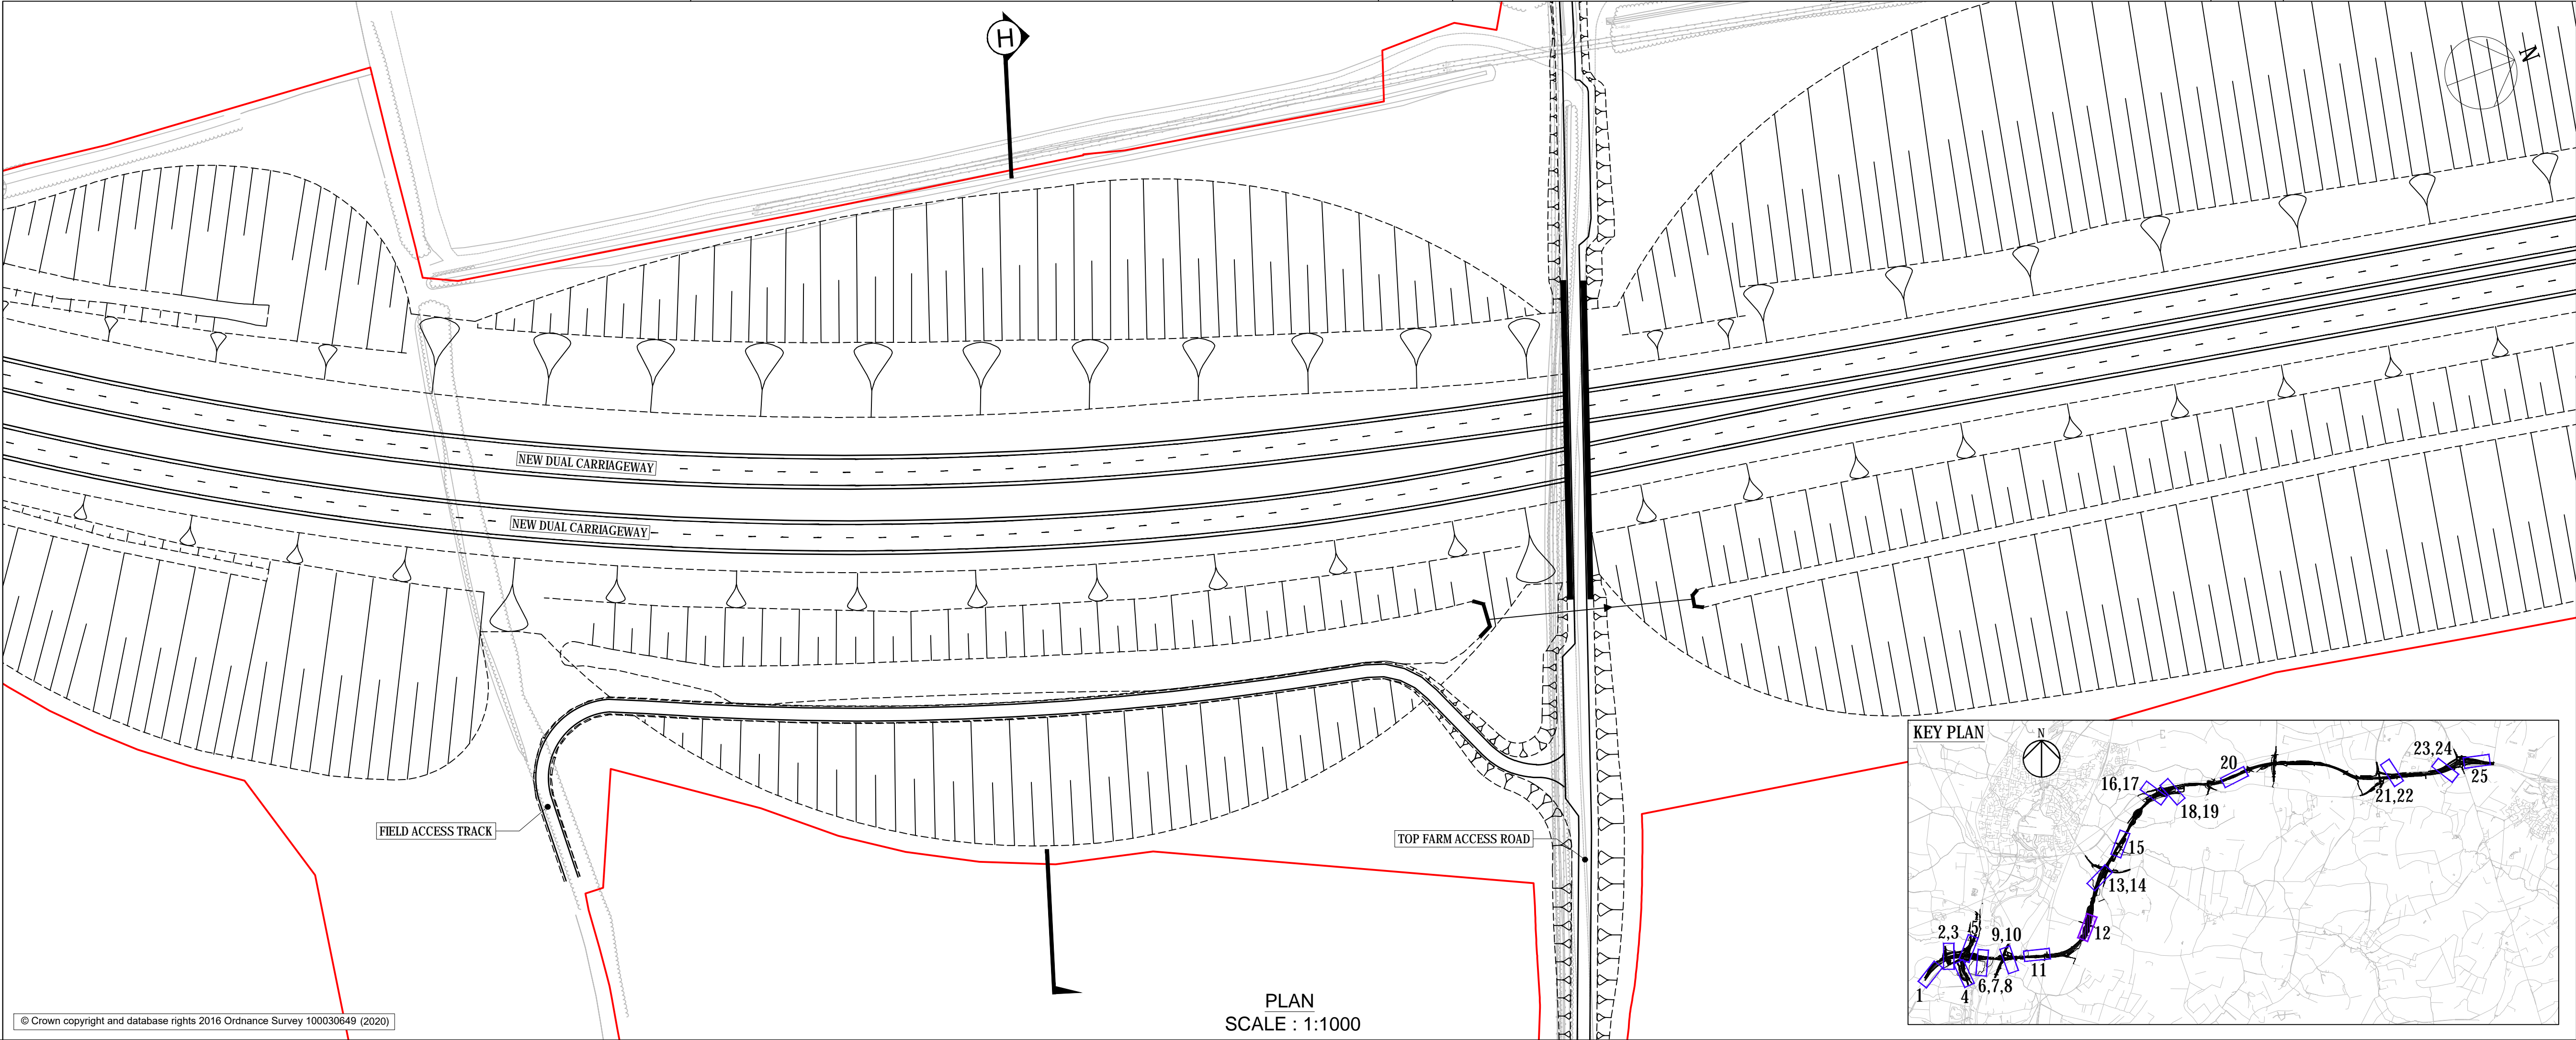 H
N
NEW DUAL CARRIAGEWAY
NEW DUAL CARRIAGEWAY
FIELD ACCESS TRACK
TOP FARM ACCESS ROAD
PLAN
SCALE : 1:1000
© Crown copyright and database rights 2016 Ordnance Survey 100030649 (2020)
KEY PLAN
N
23,24
20
25
16,17
21,22
18,19
15
13,14
12
2,3
5
9,10
11
6,7,8
1
4